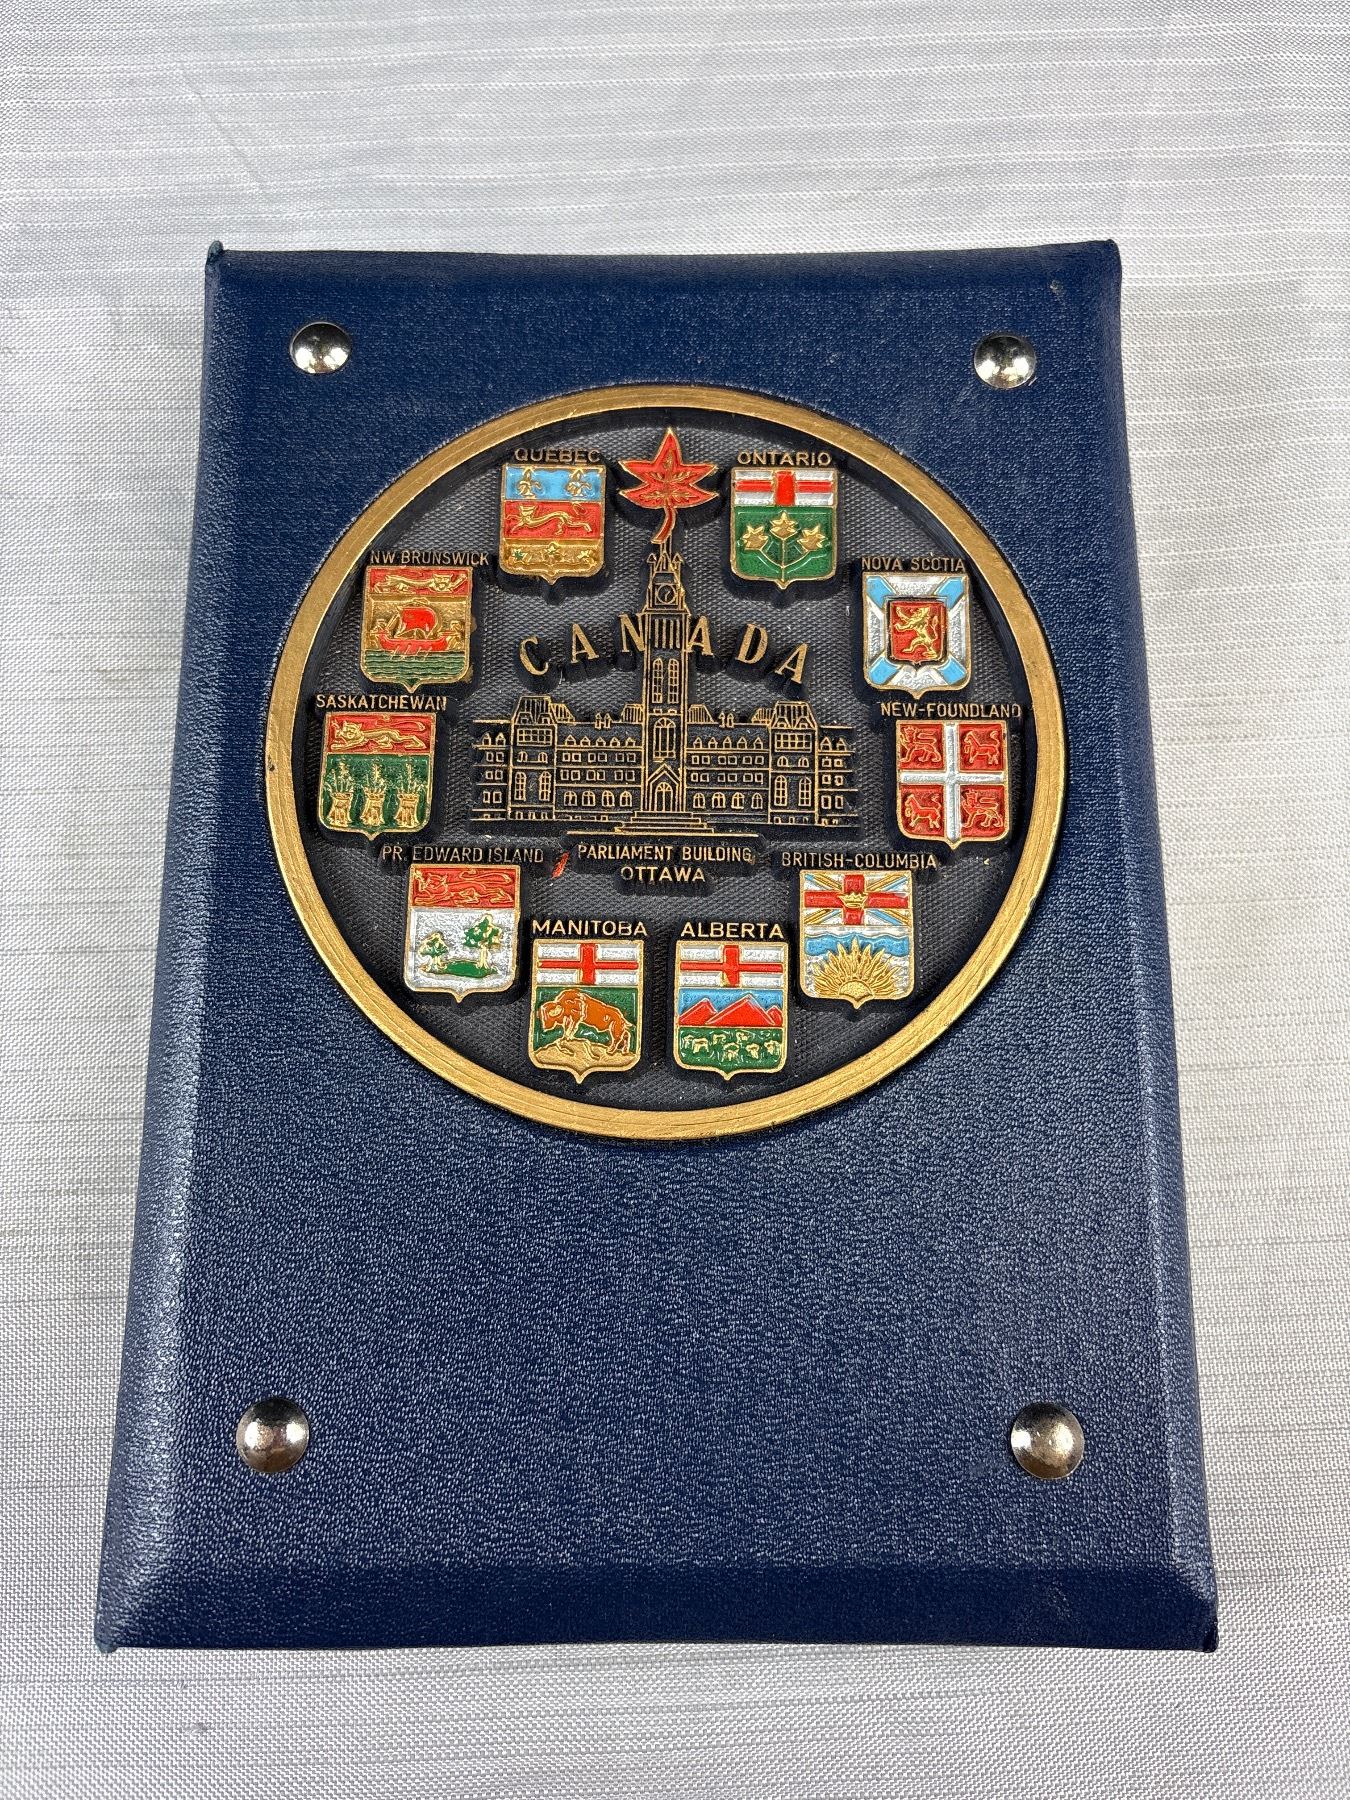 QUEBEC
ONTARIO
NW BRUNSWICK
NOVA SCOTIA
CANADA
SASKATCHEWAN
NEW-FOUNDLAND
PR. EDWARD ISLAND
PARLIAMENT BUILDING
OTTAWA
BRITISH-COLUMBIA
MANITOBA
ALBERTA